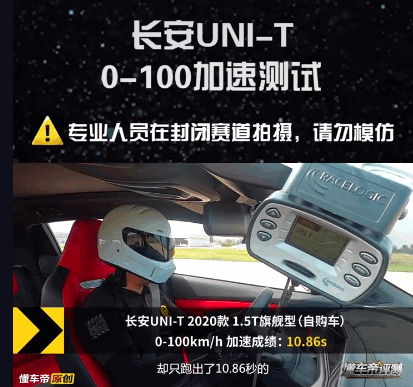 长安UNI-T
0-100加速测试
专业人员在封闭赛道拍摄，请勿模仿
RACELOGIC
长安UNI-T 2020款 1.5T旗舰型(自购车)
0-100km/h 加速成绩：10.86s
却只跑出了10.86秒的
懂车帝原创
懂车帝评测